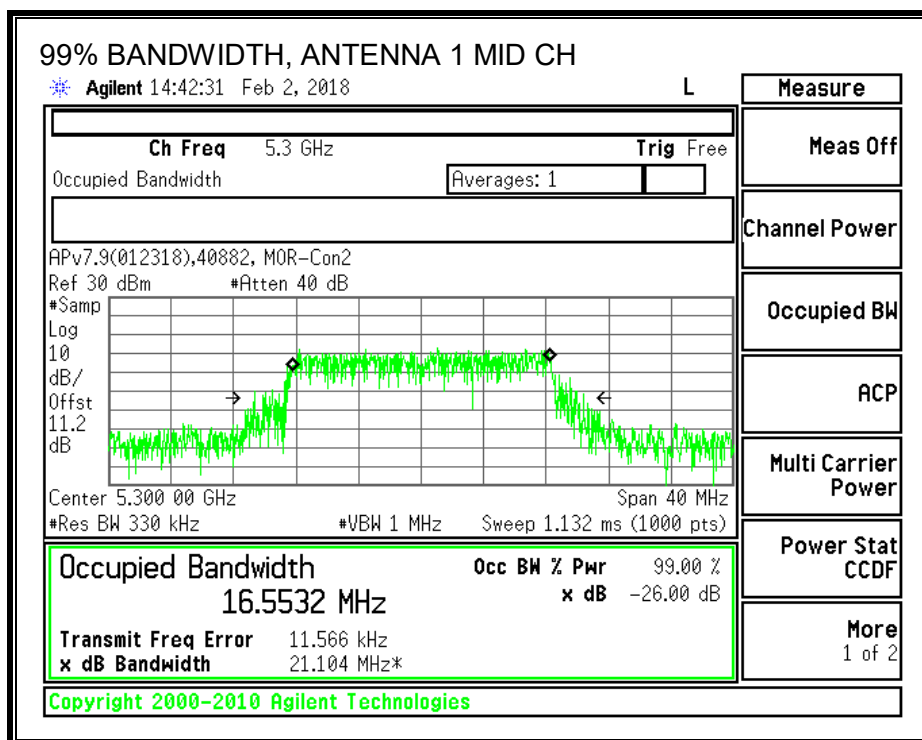 99% BANDWIDTH, ANTENNA 1 MID CH
Agilent 14:42:31 Feb 2, 2018 L
Ch Freq 5.3 GHz Trig Free
Occupied Bandwidth Averages: 1
APv7.9(012318),40882, MOR-Con2
Ref 30 dBm #Atten 40 dB
#Samp
Log
10
dB/
Offst
11.2
dB
Center 5.300 00 GHz Span 40 MHz
#Res BW 330 kHz #VBW 1 MHz Sweep 1.132 ms (1000 pts)
Occupied Bandwidth Occ BW % Pwr 99.00 %
16.5532 MHz x dB -26.00 dB
Transmit Freq Error 11.566 kHz
x dB Bandwidth 21.104 MHz*
Copyright 2000-2010 Agilent Technologies
Measure
Meas Off
Channel Power
Occupied BW
ACP
Multi Carrier
Power
Power Stat
CCDF
More
1 of 2